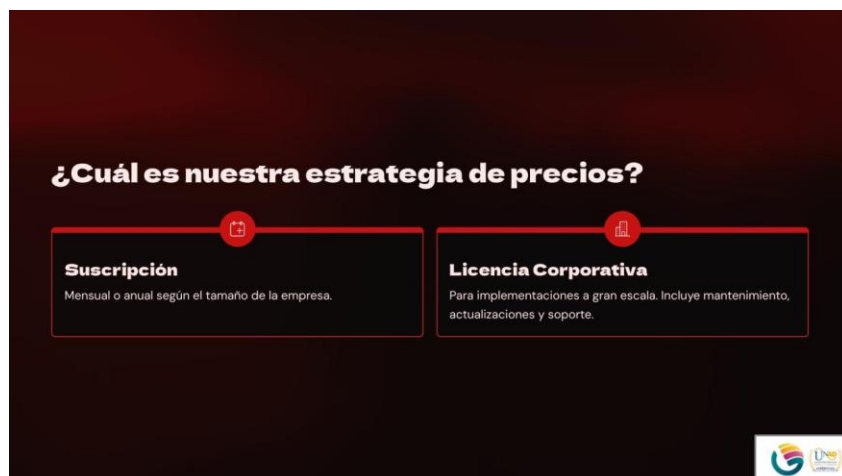 ¿Cuál es nuestra estrategia de precios?
Suscripción
Mensual o anual según el tamaño de la empresa.
Licencia Corporativa
Para implementaciones a gran escala. Incluye mantenimiento,
actualizaciones y soporte.